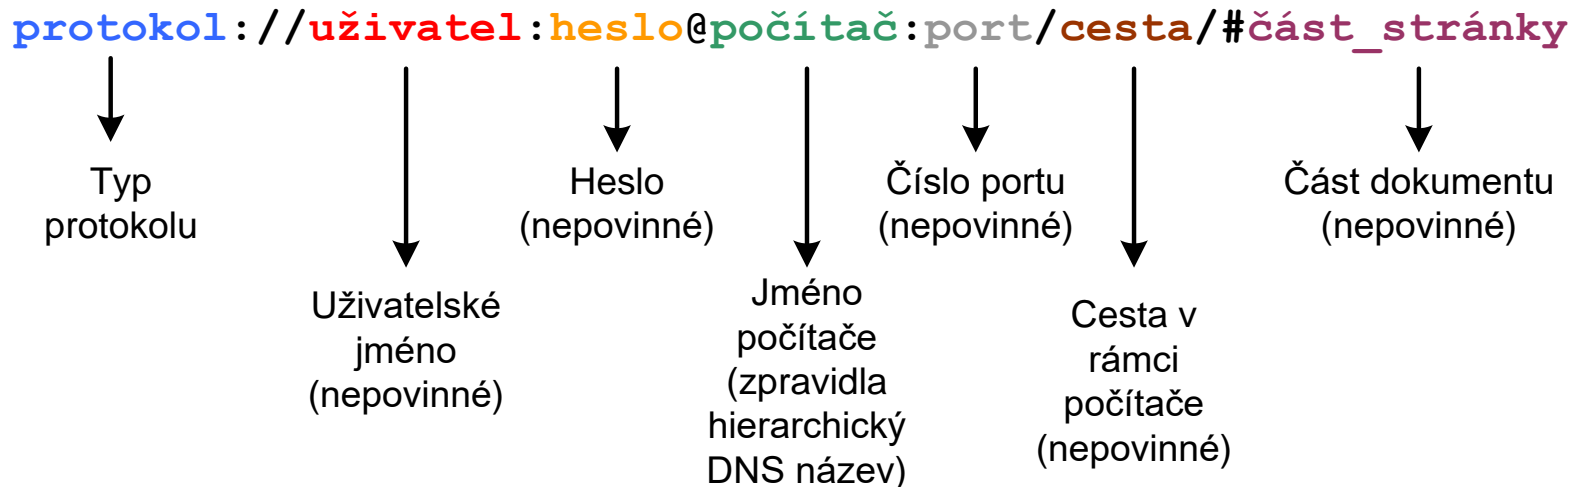 protokol://uživatel:heslo@počítač:port/cesta/#část_stránky
Typ
protokolu
Uživatelské
jméno
(nepovinné)
Heslo
(nepovinné)
Jméno
počítače
(zpravidla
hierarchický
DNS název)
Číslo portu
(nepovinné)
Cesta v
rámci
počítače
(nepovinné)
Část dokumentu
(nepovinné)